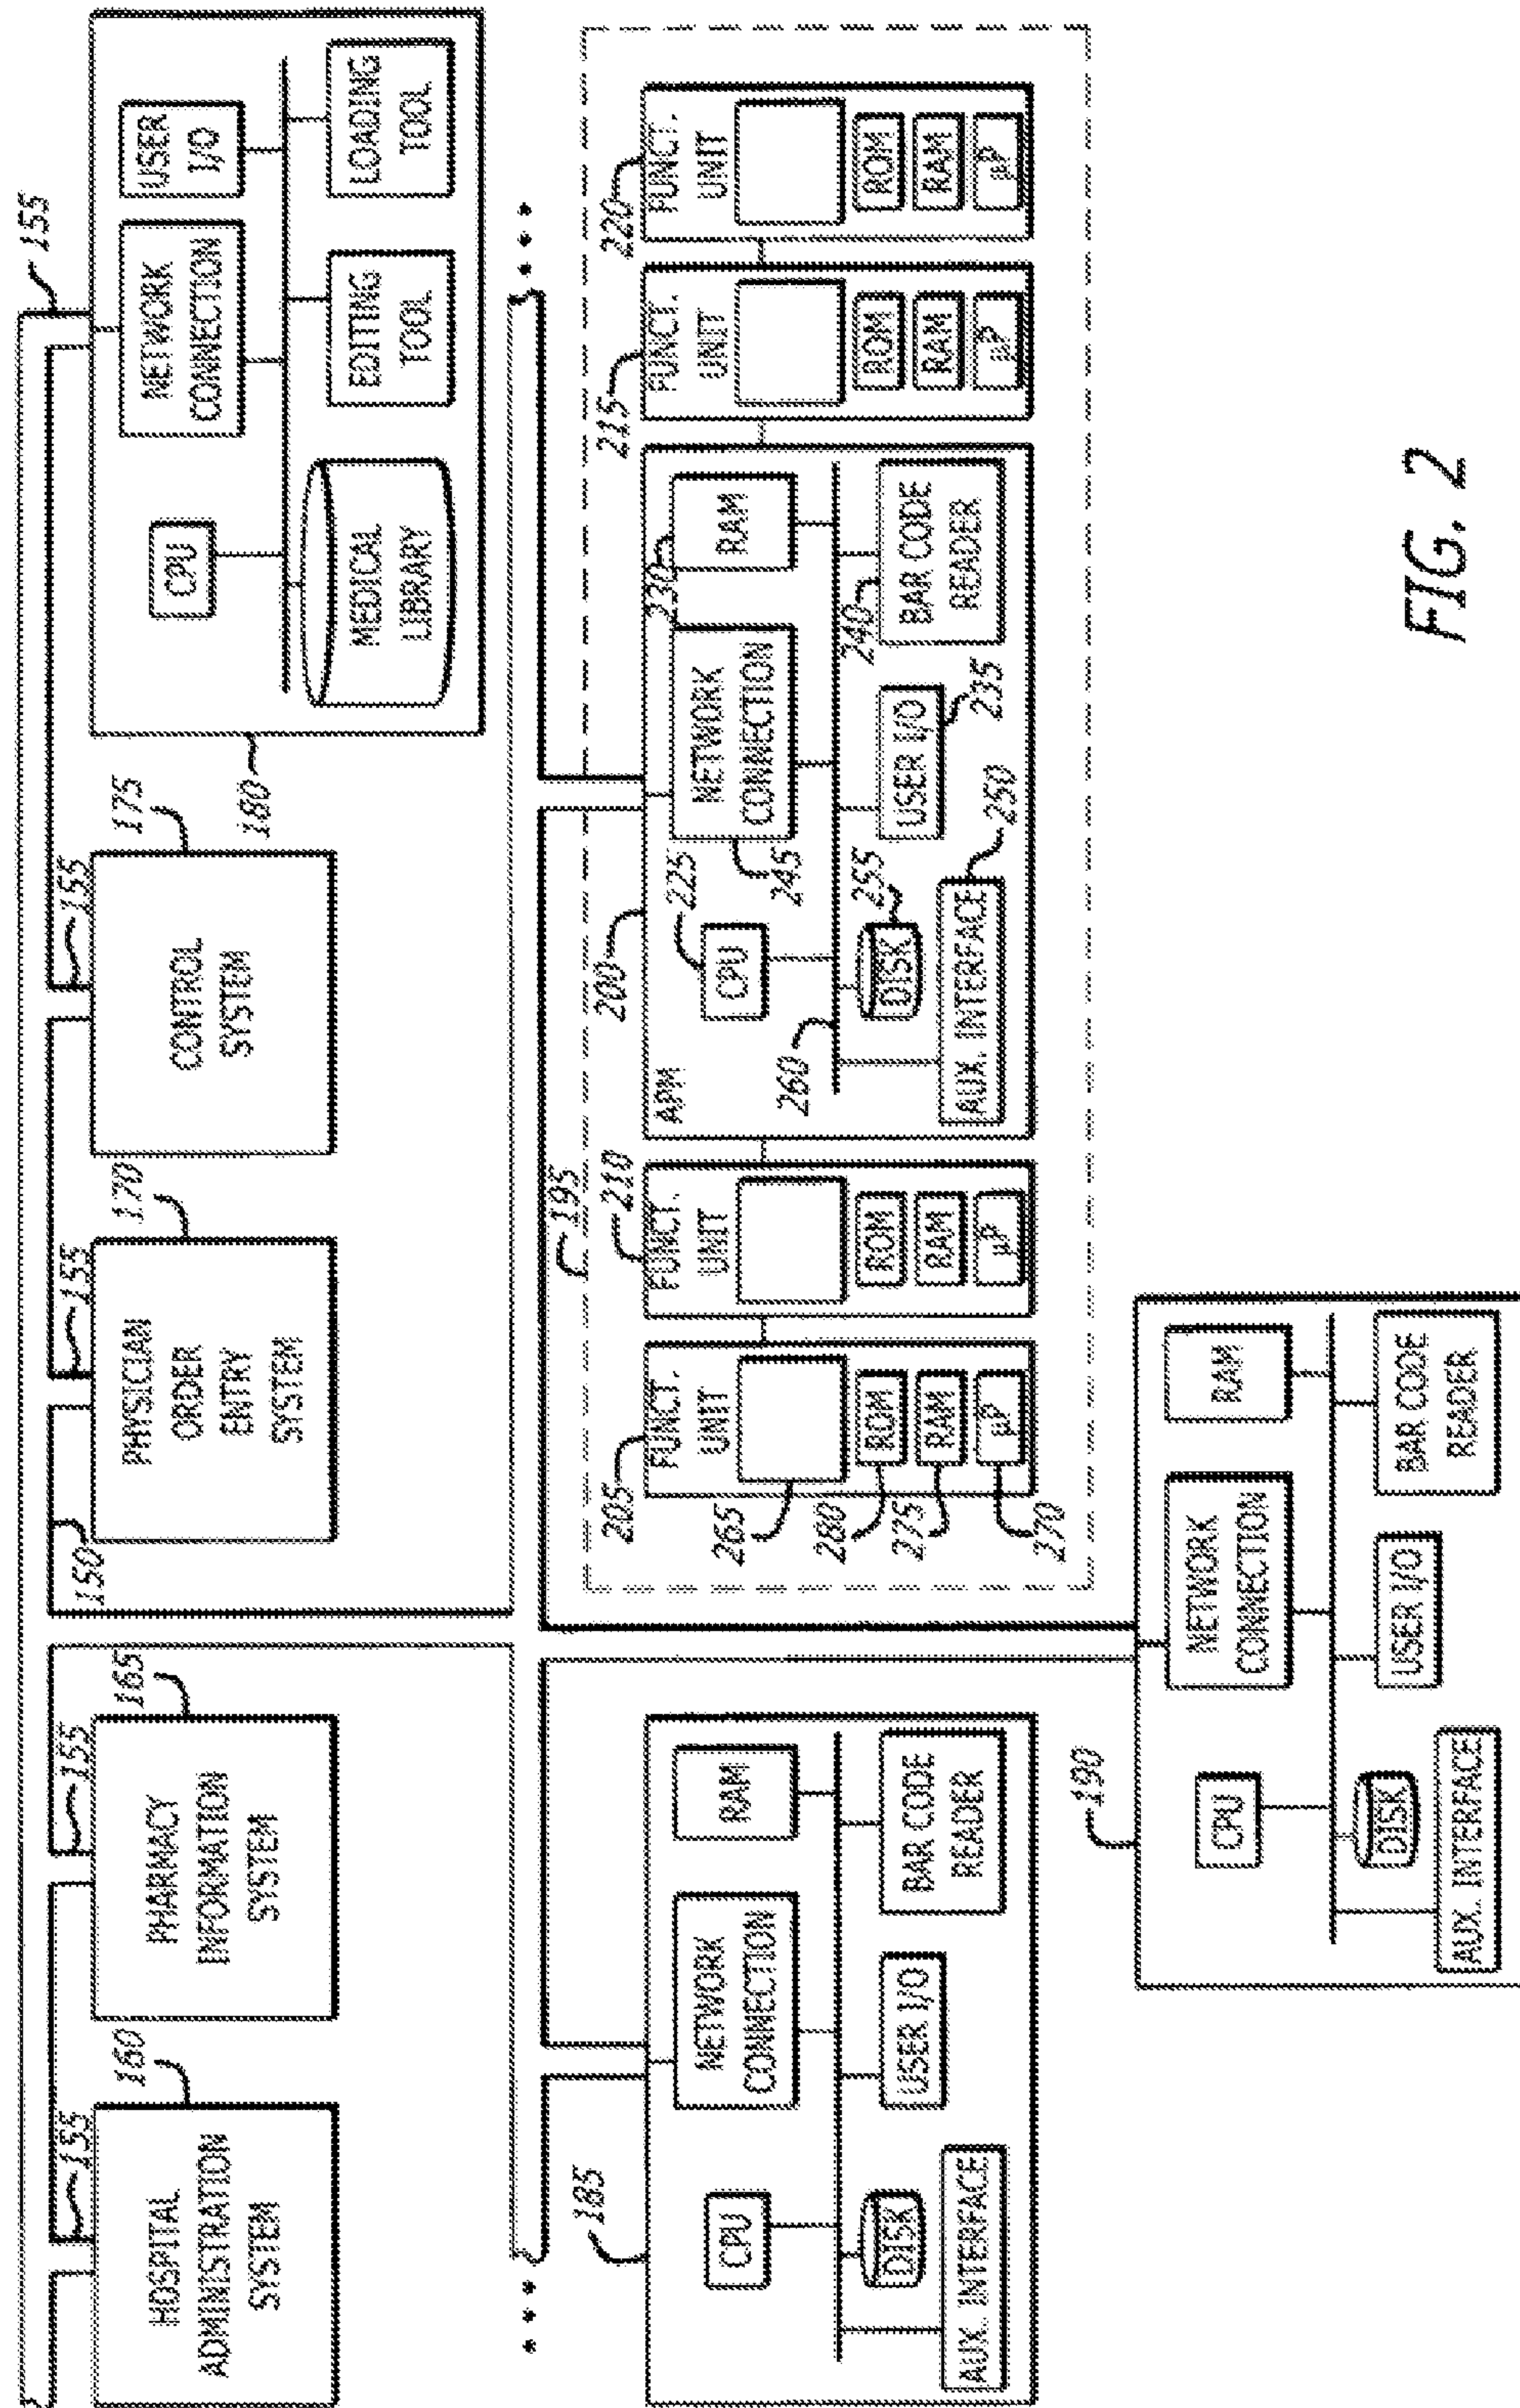 155
HOSPITAL
ADMINISTRATION
SYSTEM
160
155
PHARMACY
INFORMATION
SYSTEM
165
150
155
PHYSICIAN
ORDER
ENTRY
SYSTEM
170
155
CONTROL
SYSTEM
175
155
180
CPU
NETWORK
CONNECTION
USER
I/O
MEDICAL
LIBRARY
EDITING
TOOL
LOADING
TOOL
185
CPU
NETWORK
CONNECTION
RAM
DISK
USER I/O
BAR CODE
READER
AUX. INTERFACE
195
205
FUNCT.
UNIT
265
280
ROM
275
RAM
270
µP
210
FUNCT.
UNIT
ROM
RAM
µP
200
APM
CPU
225
NETWORK
CONNECTION
245
230
RAM
260
DISK
255
USER I/O
235
240
BAR CODE
READER
AUX. INTERFACE
250
215
FUNCT.
UNIT
ROM
RAM
µP
220
FUNCT.
UNIT
ROM
RAM
µP
190
CPU
NETWORK
CONNECTION
RAM
DISK
USER I/O
BAR CODE
READER
AUX. INTERFACE
FIG. 2